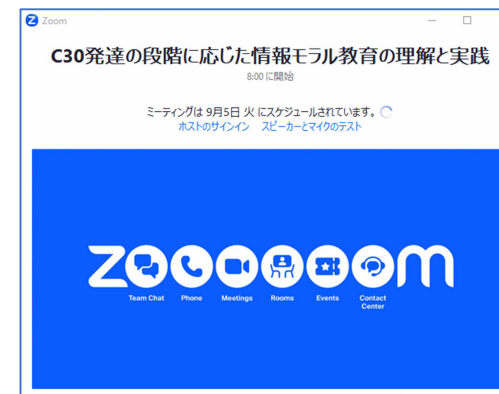 Zoom
C30発達の段階に応じた情報モラル教育の理解と実践
8:00 に開始
ミーティングは 9月5日 火 にスケジュールされています。
ホストのサインイン スピーカーとマイクのテスト
zoooooom
Team Chat Phone Meetings Rooms Events Contact Center